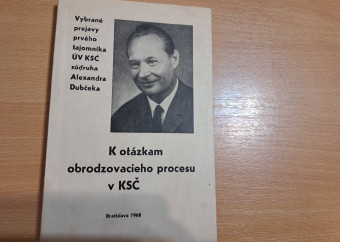 Vybrané
prejavy
prvého
tajomníka
ÚV KSČ
súdruha
Alexandra
Dubčeka
K otázkam
obrodzovacieho procesu
v KSČ
Bratislava 1968